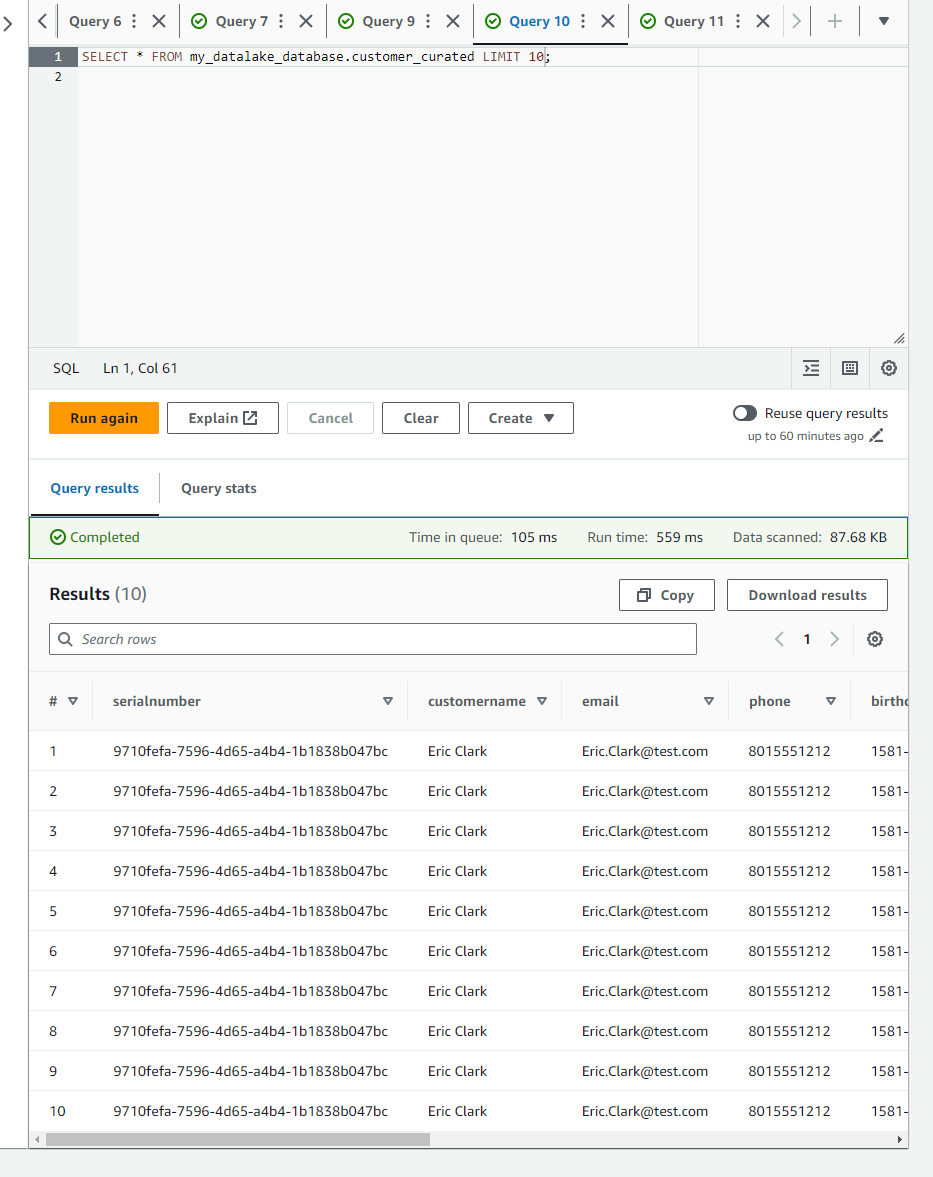 Query 6 Query 7 Query 9 Query 10 Query 11
1 SELECT * FROM my_datalake_database.customer_curated LIMIT 10;
2
SQL Ln 1, Col 61
Run again Explain Cancel Clear Create Reuse query results
up to 60 minutes ago
Query results Query stats
Completed Time in queue: 105 ms Run time: 559 ms Data scanned: 87.68 KB
Results (10) Copy Download results
Search rows 1
# serialnumber customername email phone birthd
1 9710fefa-7596-4d65-a4b4-1b1838b047bc Eric Clark Eric.Clark@test.com 8015551212 1581-
2 9710fefa-7596-4d65-a4b4-1b1838b047bc Eric Clark Eric.Clark@test.com 8015551212 1581-
3 9710fefa-7596-4d65-a4b4-1b1838b047bc Eric Clark Eric.Clark@test.com 8015551212 1581-
4 9710fefa-7596-4d65-a4b4-1b1838b047bc Eric Clark Eric.Clark@test.com 8015551212 1581-
5 9710fefa-7596-4d65-a4b4-1b1838b047bc Eric Clark Eric.Clark@test.com 8015551212 1581-
6 9710fefa-7596-4d65-a4b4-1b1838b047bc Eric Clark Eric.Clark@test.com 8015551212 1581-
7 9710fefa-7596-4d65-a4b4-1b1838b047bc Eric Clark Eric.Clark@test.com 8015551212 1581-
8 9710fefa-7596-4d65-a4b4-1b1838b047bc Eric Clark Eric.Clark@test.com 8015551212 1581-
9 9710fefa-7596-4d65-a4b4-1b1838b047bc Eric Clark Eric.Clark@test.com 8015551212 1581-
10 9710fefa-7596-4d65-a4b4-1b1838b047bc Eric Clark Eric.Clark@test.com 8015551212 1581-